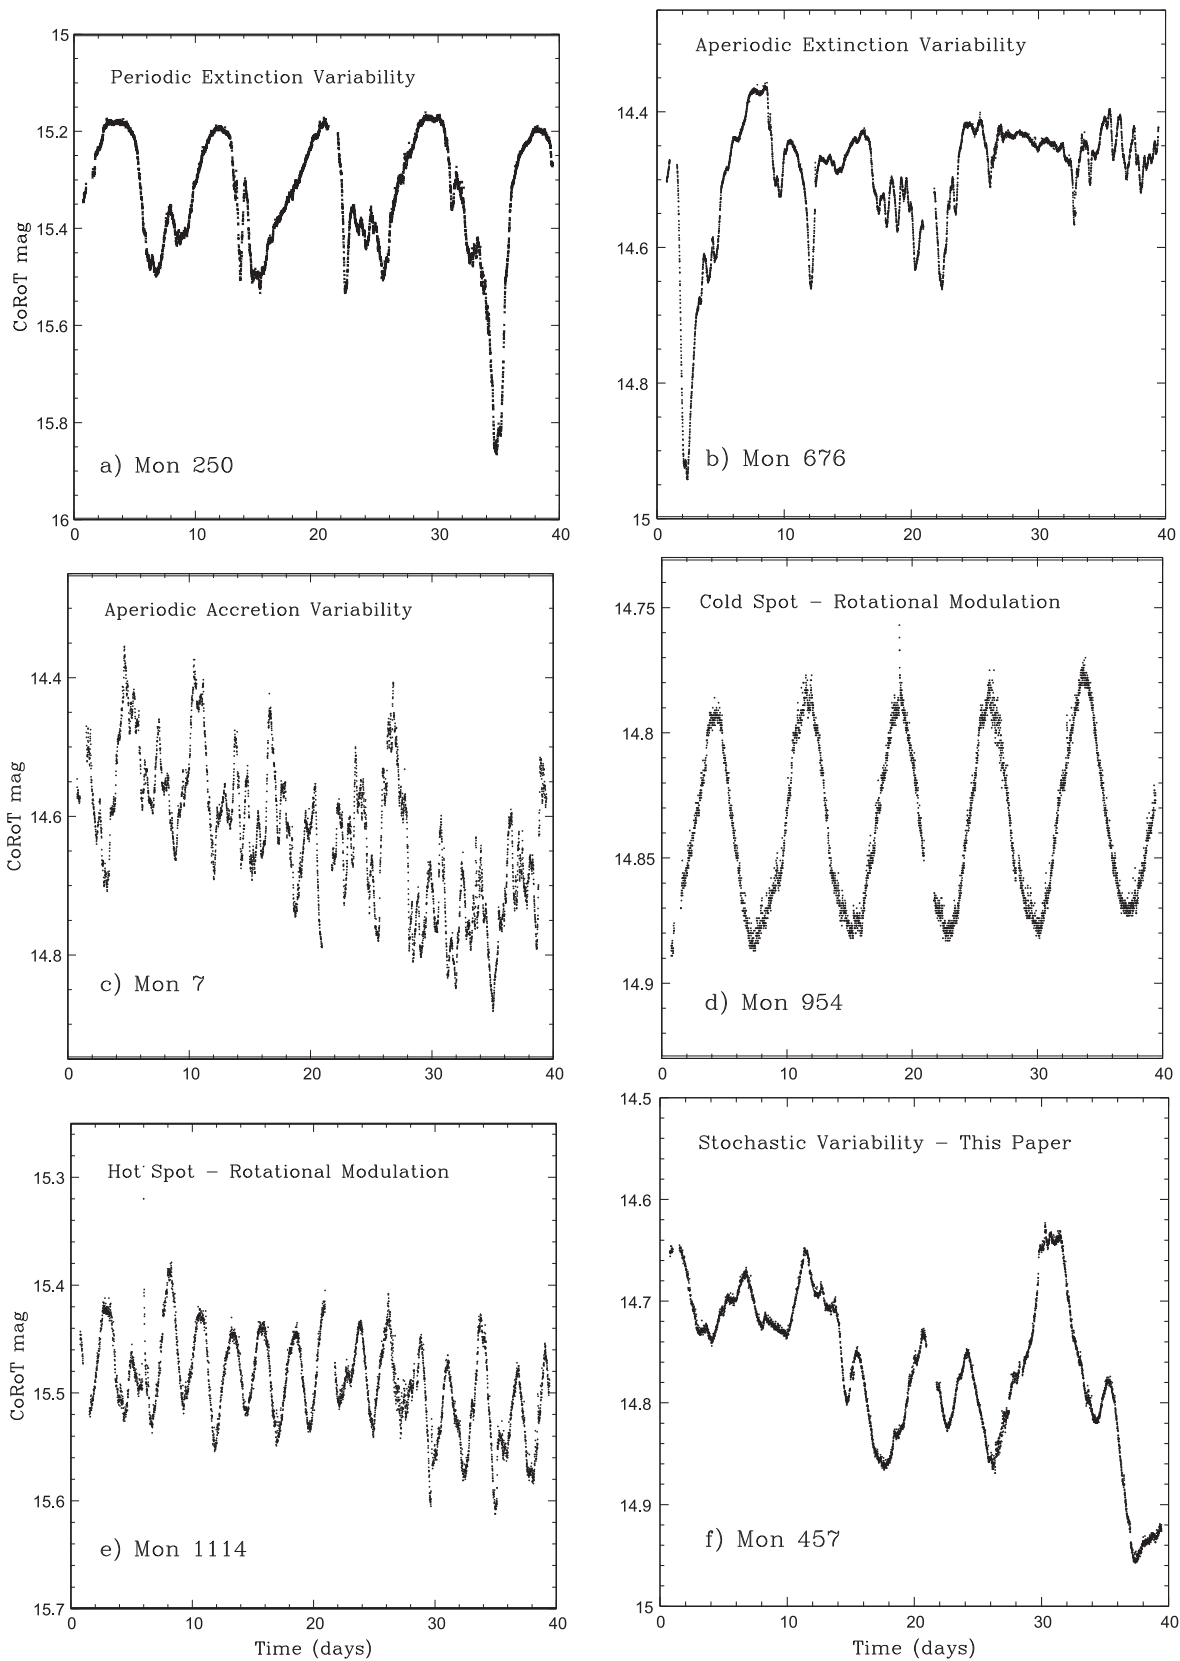 Periodic Extinction Variability
CoRoT mag
15
15.2
15.4
15.6
15.8
16
a) Mon 250
0 10 20 30 40
Aperiodic Extinction Variability
14.4
14.6
14.8
15
b) Mon 676
0 10 20 30 40
Aperiodic Accretion Variability
CoRoT mag
14.4
14.6
14.8
c) Mon 7
0 10 20 30 40
Cold Spot – Rotational Modulation
14.75
14.8
14.85
14.9
d) Mon 954
0 10 20 30 40
Hot Spot – Rotational Modulation
CoRoT mag
15.3
15.4
15.5
15.6
15.7
e) Mon 1114
0 10 20 30 40
Time (days)
Stochastic Variability – This Paper
14.5
14.6
14.7
14.8
14.9
15
f) Mon 457
0 10 20 30 40
Time (days)